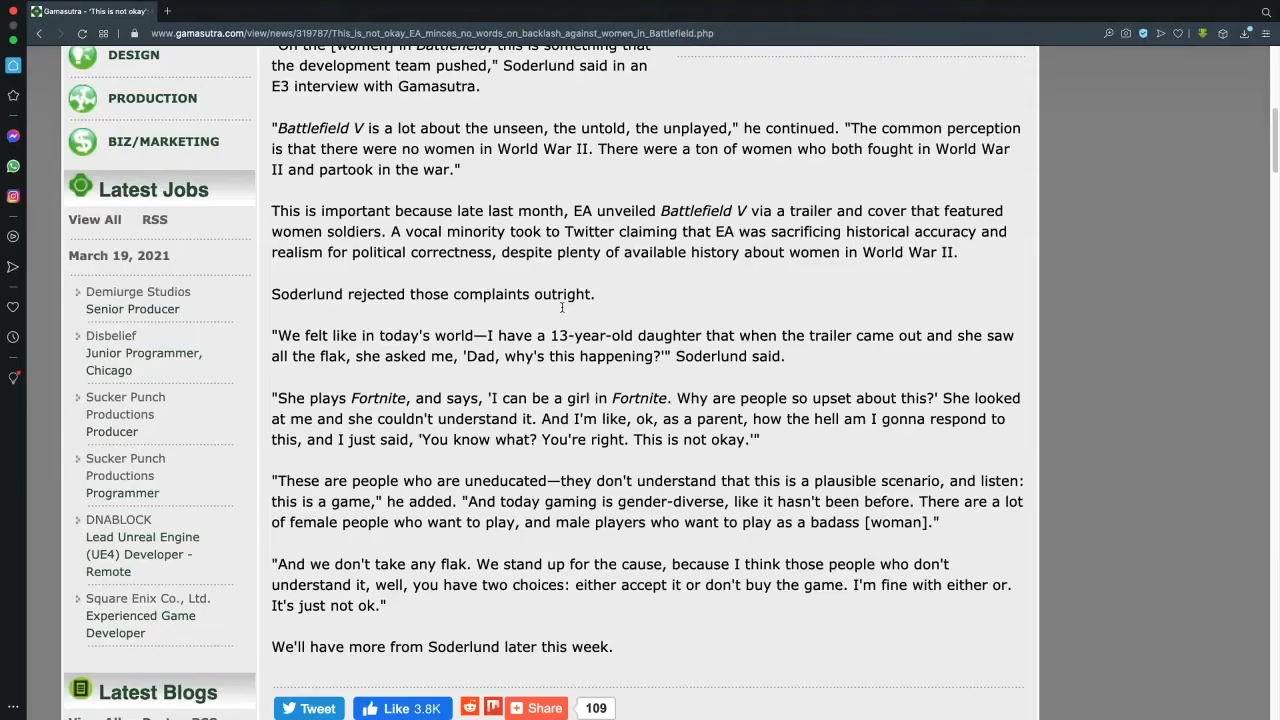 Gamasutra - 'This is not okay':
www.gamasutra.com/view/news/319787/This_is_not_okay_EA_minces_no_words_on_backlash_against_women_in_Battlefield.php
DESIGN
PRODUCTION
BIZ/MARKETING
Latest Jobs
View All RSS
March 19, 2021
Demiurge Studios
Senior Producer
Disbelief
Junior Programmer,
Chicago
Sucker Punch
Productions
Producer
Sucker Punch
Productions
Programmer
DNABLOCK
Lead Unreal Engine
(UE4) Developer -
Remote
Square Enix Co., Ltd.
Experienced Game
Developer
Latest Blogs
"On the [women] in Battlefield, this is something that
the development team pushed," Soderlund said in an
E3 interview with Gamasutra.
"Battlefield V is a lot about the unseen, the untold, the unplayed," he continued. "The common perception
is that there were no women in World War II. There were a ton of women who both fought in World War
II and partook in the war."
This is important because late last month, EA unveiled Battlefield V via a trailer and cover that featured
women soldiers. A vocal minority took to Twitter claiming that EA was sacrificing historical accuracy and
realism for political correctness, despite plenty of available history about women in World War II.
Soderlund rejected those complaints outright.
"We felt like in today's world—I have a 13-year-old daughter that when the trailer came out and she saw
all the flak, she asked me, 'Dad, why's this happening?'" Soderlund said.
"She plays Fortnite, and says, 'I can be a girl in Fortnite. Why are people so upset about this?' She looked
at me and she couldn't understand it. And I'm like, ok, as a parent, how the hell am I gonna respond to
this, and I just said, 'You know what? You're right. This is not okay.'"
"These are people who are uneducated—they don't understand that this is a plausible scenario, and listen:
this is a game," he added. "And today gaming is gender-diverse, like it hasn't been before. There are a lot
of female people who want to play, and male players who want to play as a badass [woman]."
"And we don't take any flak. We stand up for the cause, because I think those people who don't
understand it, well, you have two choices: either accept it or don't buy the game. I'm fine with either or.
It's just not ok."
We'll have more from Soderlund later this week.
Tweet Like 3.8K Share 109